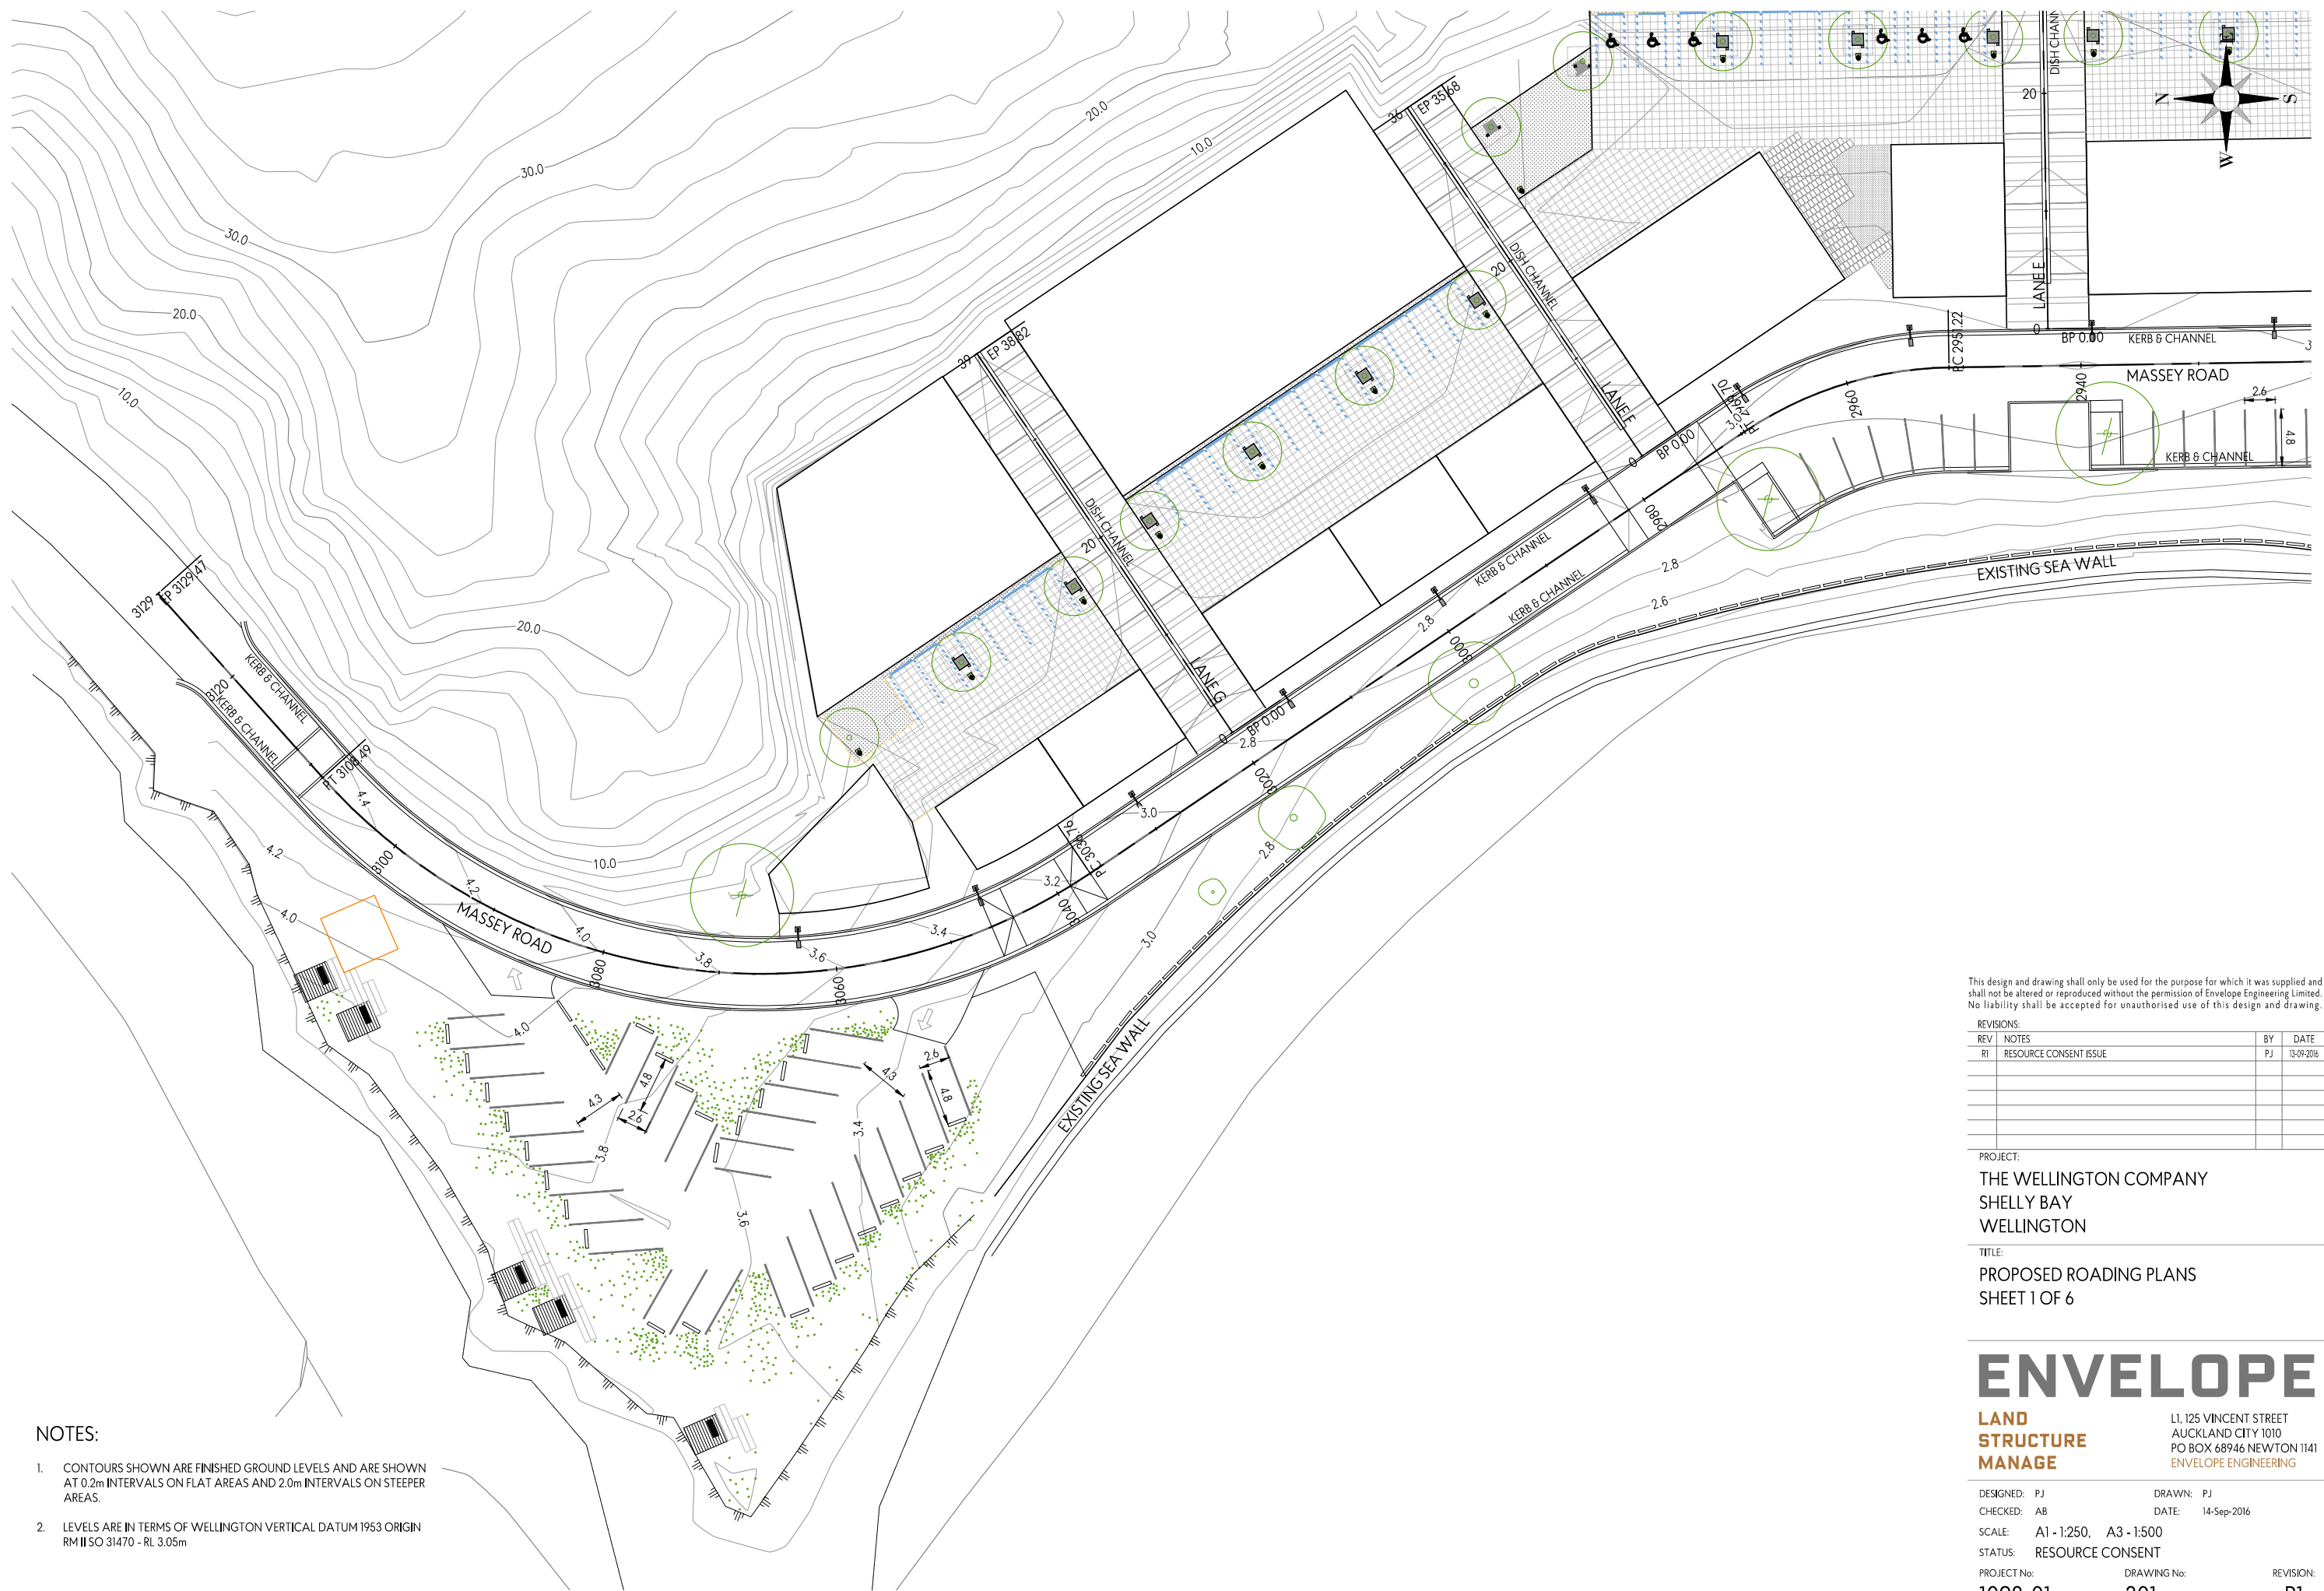 30.0
30.0
20.0
20.0
10.0
10.0
20.0
10.0
36
EP 35.68
DISH CHANNEL
20
LANE F
0
BP 0.00
39
EP 38.82
DISH CHANNEL
20
LANE G
0
BP 0.00
20
LANE E
0
BP 0.00
N
S
W
KERB & CHANNEL
MASSEY ROAD
2940
2.6
4.8
KERB & CHANNEL
2960
3.0
2980
KERB & CHANNEL
KERB & CHANNEL
2.8
3000
2.8
2.6
EXISTING SEA WALL
2.8
3020
3.0
2.8
3.2
3040
3.4
3.0
3.6
3060
3.8
4.0
3080
MASSEY ROAD
4.2
3100
4.4
PT 3108.49
3120
3129
EP 3129.47
KERB & CHANNEL
KERB & CHANNEL
4.2
4.0
4.0
4.3
4.8
2.6
3.8
3.6
3.4
4.3
2.6
4.8
EXISTING SEA WALL
NOTES:
1. CONTOURS SHOWN ARE FINISHED GROUND LEVELS AND ARE SHOWN
AT 0.2m INTERVALS ON FLAT AREAS AND 2.0m INTERVALS ON STEEPER
AREAS.
2. LEVELS ARE IN TERMS OF WELLINGTON VERTICAL DATUM 1953 ORIGIN
RM II SO 31470 - RL 3.05m
This design and drawing shall only be used for the purpose for which it was supplied and
shall not be altered or reproduced without the permission of Envelope Engineering Limited.
No liability shall be accepted for unauthorised use of this design and drawing.
REVISIONS:
REV NOTES BY DATE
R1 RESOURCE CONSENT ISSUE PJ 13-09-2016
PROJECT:
THE WELLINGTON COMPANY
SHELLY BAY
WELLINGTON
TITLE:
PROPOSED ROADING PLANS
SHEET 1 OF 6
ENVELOPE
LAND
STRUCTURE
MANAGE
L1, 125 VINCENT STREET
AUCKLAND CITY 1010
PO BOX 68946 NEWTON 1141
ENVELOPE ENGINEERING
DESIGNED: PJ DRAWN: PJ
CHECKED: AB DATE: 14-Sep-2016
SCALE: A1 - 1:250, A3 - 1:500
STATUS: RESOURCE CONSENT
PROJECT No: DRAWING No: REVISION: